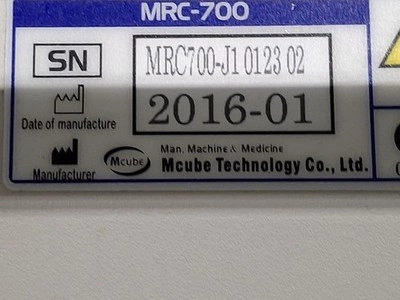 MRC-700
SN
MRC700-J1 0123 02
2016-01
Date of manufacture
Man. Machine & Medicine
Mcube
Mcube Technology Co., Ltd.
Manufacturer